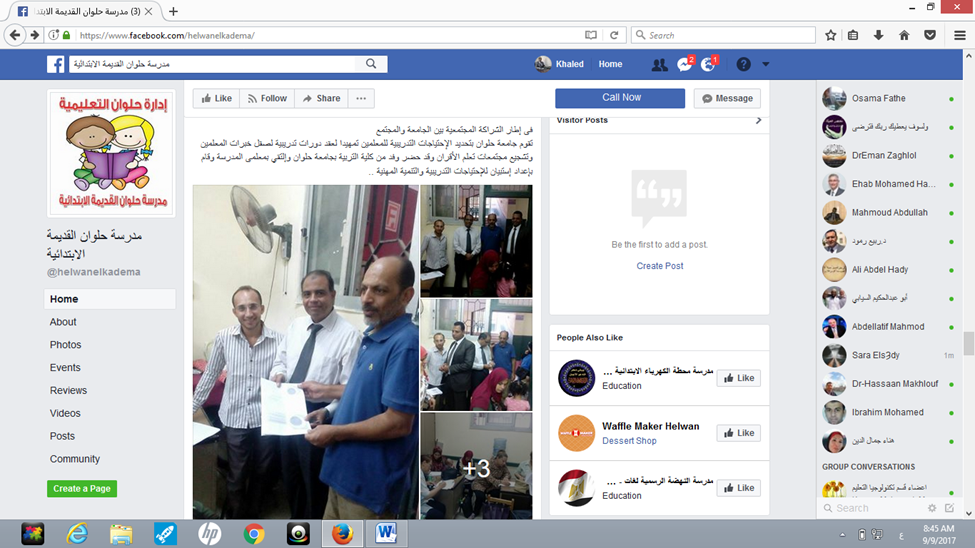 (3) مدرسة حلوان القديمة الابتدا
https://www.facebook.com/helwanelkadema/
Search
مدرسة حلوان القديمة الابتدائية
Khaled
Home
2
1
إدارة حلوان التعليمية
مدرسة حلوان القديمة الابتدائية
مدرسة حلوان القديمة
الابتدائية
@helwanelkadema
Home
About
Photos
Events
Reviews
Videos
Posts
Community
Create a Page
Like
Follow
Share
...
فى إطار الشراكة المجتمعية بين الجامعة والمجتمع
تقوم جامعة حلوان بتحديد الإحتياجات التدريبية للمعلمين تمهيدا لعقد دورات تدريبية لصقل خبرات المعلمين
وتشجيع مجتمعات تعلم الأقران وقد حضر وفد من كلية التربية بجامعة حلوان وإلتقي بمعلمى المدرسة وقام
بإعداد إستبيان للإحتياجات التدريبية والتنمية المهنية ..
+3
Call Now
Message
Visitor Posts
Be the first to add a post.
Create Post
People Also Like
مدرسة محطة الكهرباء الابتدائية ...
Education
Like
Waffle Maker Helwan
Dessert Shop
Like
مدرسة النهضة الرسمية لغات - ...
Education
Like
Osama Fathe
ولسوف يعطيك ربك فترضى
DrEman Zaghlol
Ehab Mohamed Ha...
Mahmoud Abdullah
د.ربيع رمود
Ali Abdel Hady
أبو عبدالحكيم السيابي
Abdellatif Mahmod
Sara ElsȜdy
1m
Dr-Hassaan Makhlouf
Ibrahim Mohamed
هناء جمال الدين
GROUP CONVERSATIONS
اعضاء قسم تكنولوجيا التعليم
Search
8:45 AM
9/9/2017